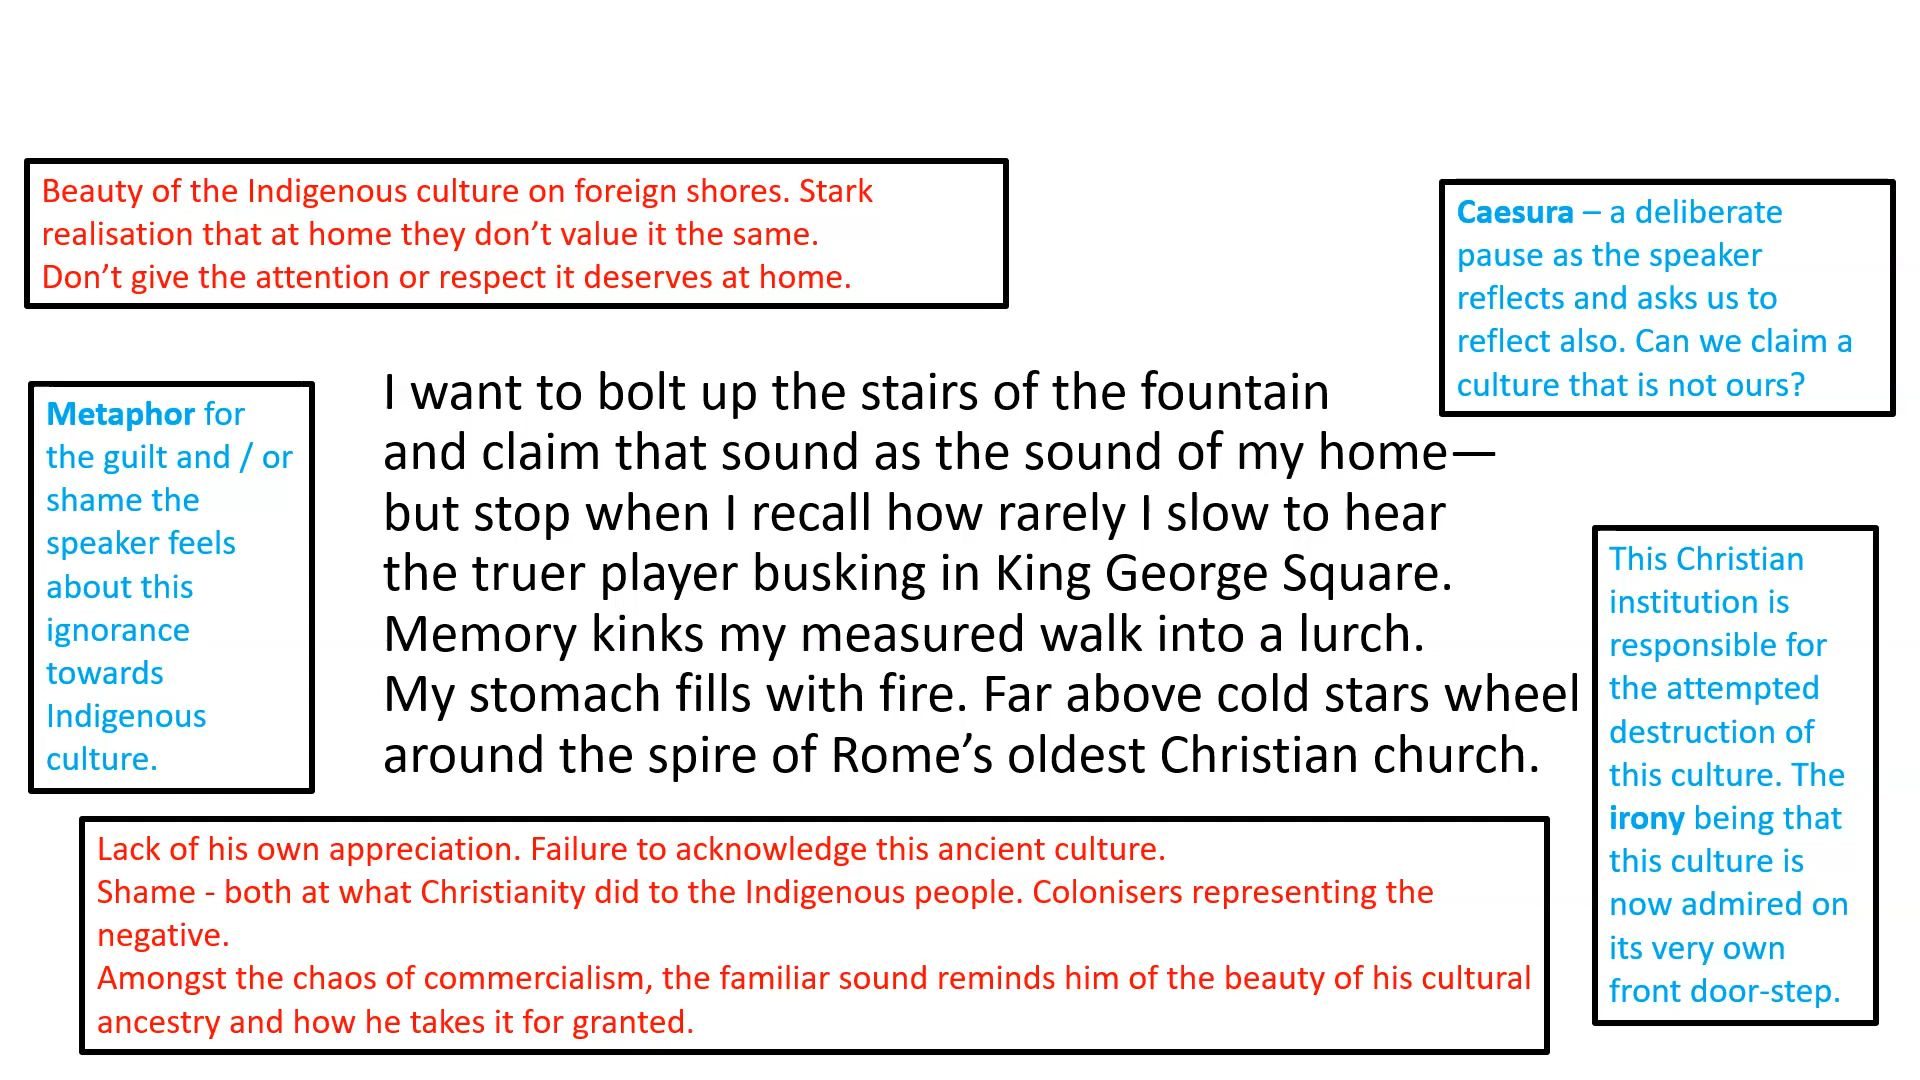 Beauty of the Indigenous culture on foreign shores. Stark
realisation that at home they don’t value it the same.
Don’t give the attention or respect it deserves at home.
Caesura – a deliberate
pause as the speaker
reflects and asks us to
reflect also. Can we claim a
culture that is not ours?
Metaphor for
the guilt and / or
shame the
speaker feels
about this
ignorance
towards
Indigenous
culture.
I want to bolt up the stairs of the fountain
and claim that sound as the sound of my home—
but stop when I recall how rarely I slow to hear
the truer player busking in King George Square.
Memory kinks my measured walk into a lurch.
My stomach fills with fire. Far above cold stars wheel
around the spire of Rome’s oldest Christian church.
This Christian
institution is
responsible for
the attempted
destruction of
this culture. The
irony being that
this culture is
now admired on
its very own
front door-step.
Lack of his own appreciation. Failure to acknowledge this ancient culture.
Shame - both at what Christianity did to the Indigenous people. Colonisers representing the
negative.
Amongst the chaos of commercialism, the familiar sound reminds him of the beauty of his cultural
ancestry and how he takes it for granted.